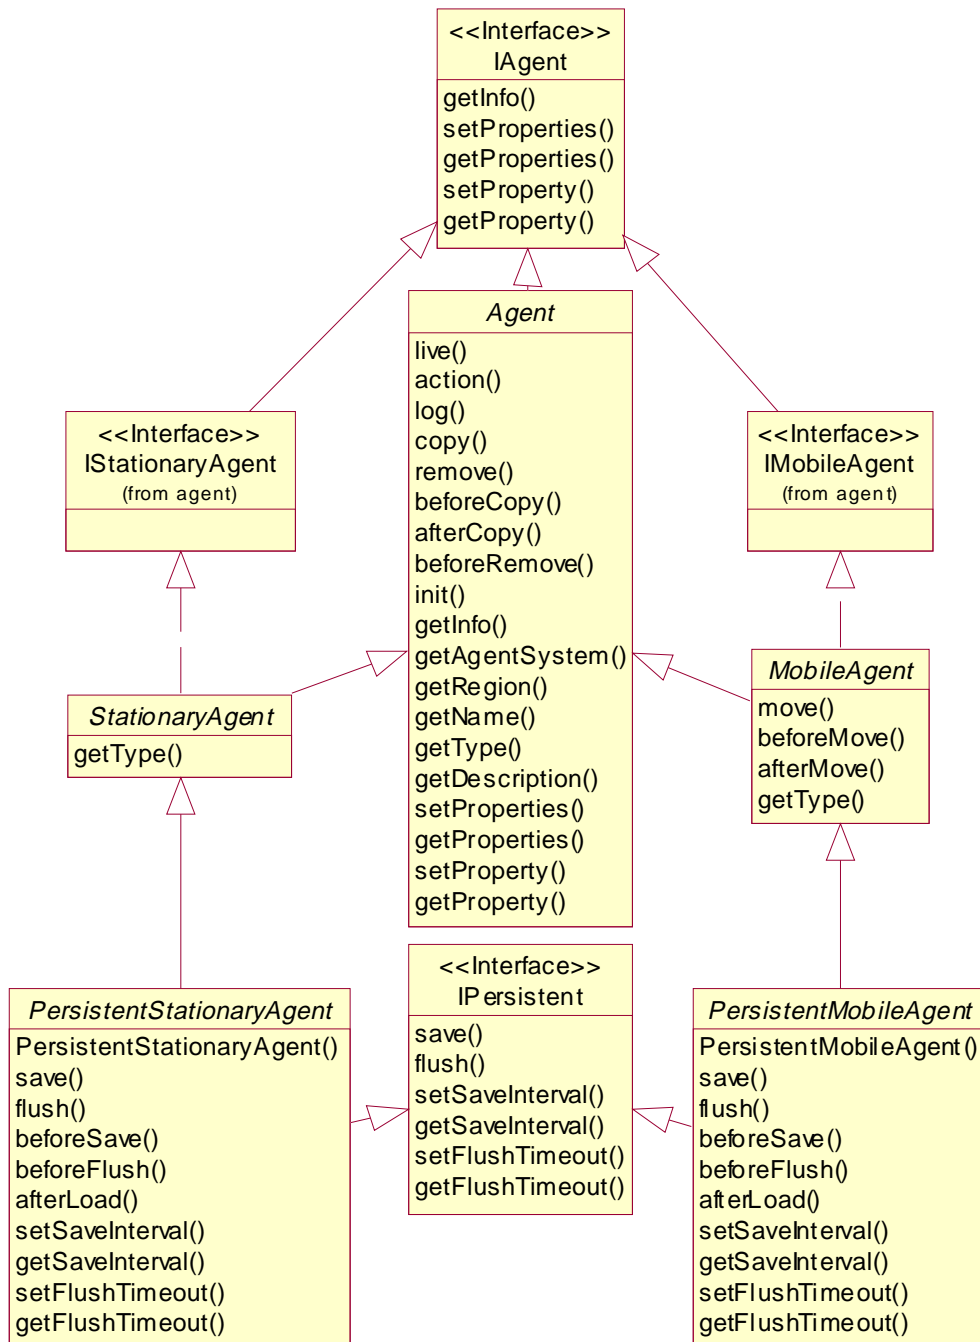 <<Interface>>
IAgent
getInfo()
setProperties()
getProperties()
setProperty()
getProperty()
Agent
live()
action()
log()
copy()
remove()
beforeCopy()
afterCopy()
beforeRemove()
init()
getInfo()
getAgentSystem()
getRegion()
getName()
getType()
getDescription()
setProperties()
getProperties()
setProperty()
getProperty()
<<Interface>>
IStationaryAgent
(from agent)
<<Interface>>
IMobileAgent
(from agent)
StationaryAgent
getType()
MobileAgent
move()
beforeMove()
afterMove()
getType()
<<Interface>>
IPersistent
save()
flush()
setSaveInterval()
getSaveInterval()
setFlushTimeout()
getFlushTimeout()
PersistentStationaryAgent
PersistentStationaryAgent()
save()
flush()
beforeSave()
beforeFlush()
afterLoad()
setSaveInterval()
getSaveInterval()
setFlushTimeout()
getFlushTimeout()
PersistentMobileAgent
PersistentMobileAgent()
save()
flush()
beforeSave()
beforeFlush()
afterLoad()
setSaveInterval()
getSaveInterval()
setFlushTimeout()
getFlushTimeout()